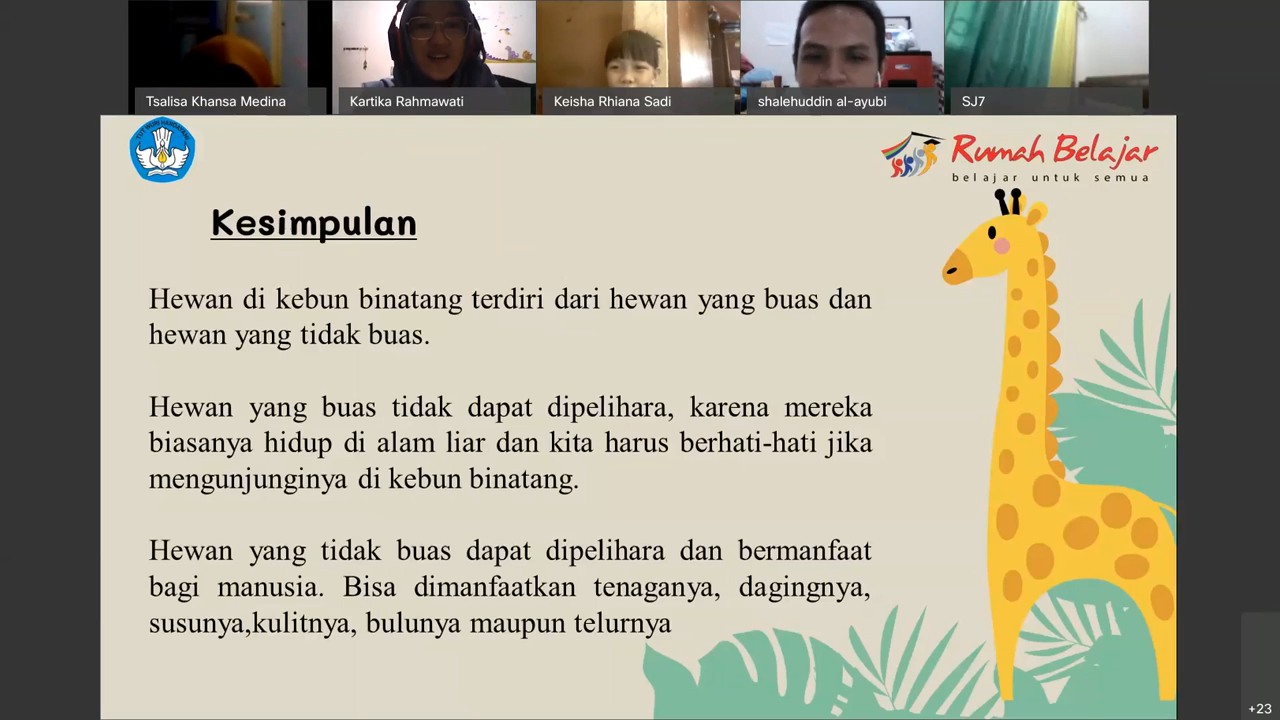 Tsalisa Khansa Medina
Kartika Rahmawati
Keisha Rhiana Sadi
shalehuddin al-ayubi
SJ7
TUT WURI HANDAYANI
Rumah Belajar
belajar untuk semua
Kesimpulan
Hewan di kebun binatang terdiri dari hewan yang buas dan
hewan yang tidak buas.
Hewan yang buas tidak dapat dipelihara, karena mereka
biasanya hidup di alam liar dan kita harus berhati-hati jika
mengunjunginya di kebun binatang.
Hewan yang tidak buas dapat dipelihara dan bermanfaat
bagi manusia. Bisa dimanfaatkan tenaganya, dagingnya,
susunya,kulitnya, bulunya maupun telurnya
+23